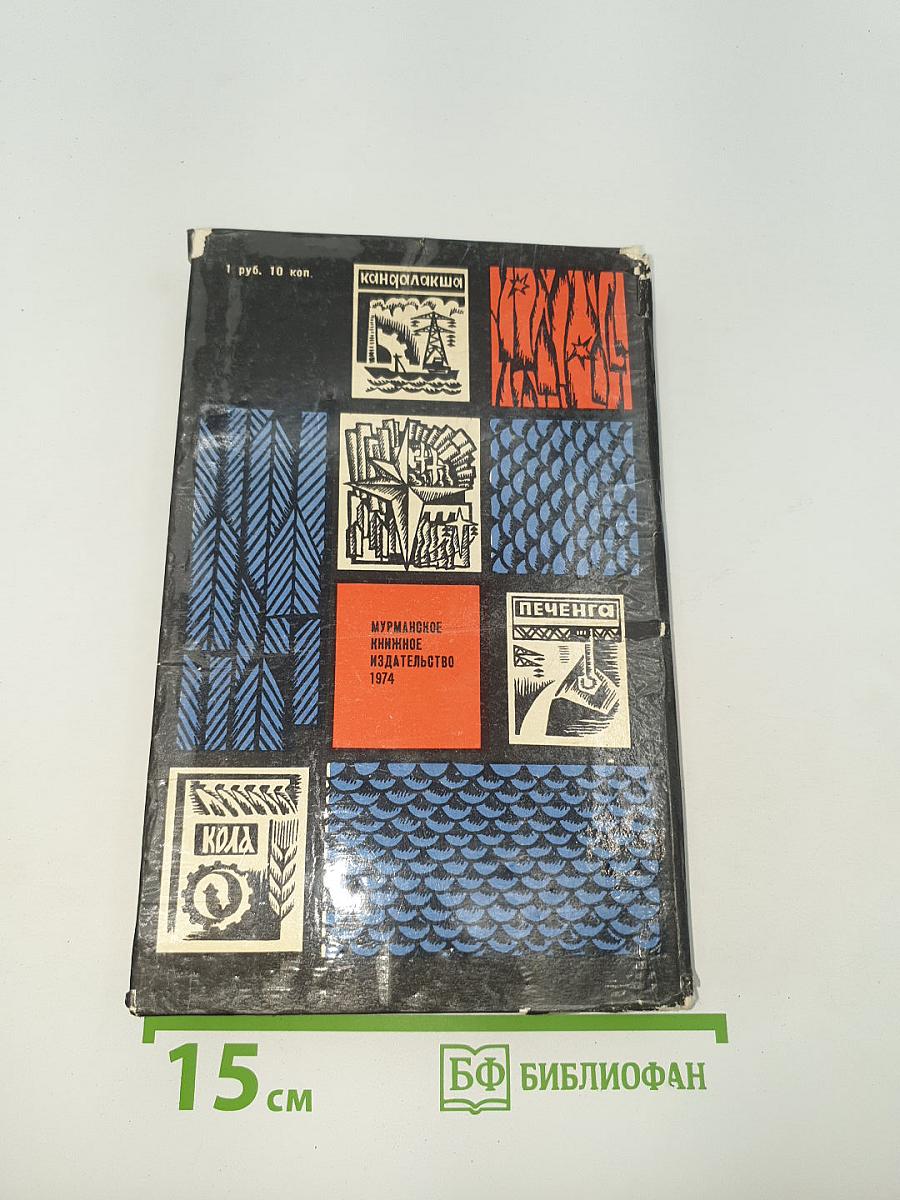 1 руб. 10 коп.
кандалакша
МУРМАНСКОЕ
КНИЖНОЕ
ИЗДАТЕЛЬСТВО
1974
ПЕЧЕНГА
КОЛА
15 см
БФ БИБЛИОФАН